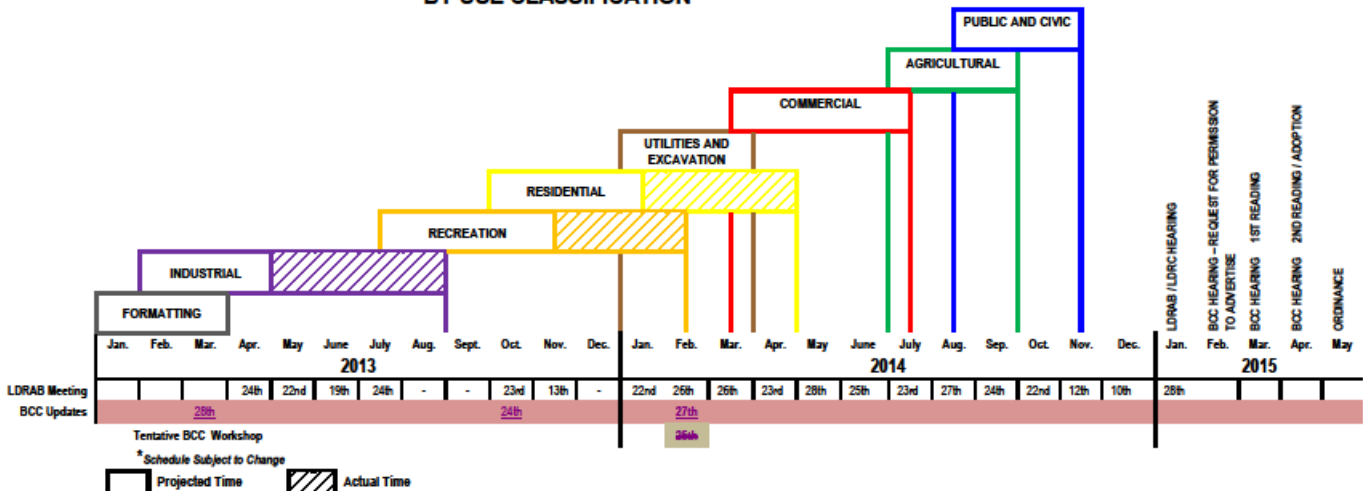 BY USE CLASSIFICATION
PUBLIC AND CIVIC
AGRICULTURAL
COMMERCIAL
UTILITIES AND
EXCAVATION
RESIDENTIAL
RECREATION
INDUSTRIAL
FORMATTING
LDRAB / LDRC HEARING
BCC HEARING – REQUEST FOR PERMISSION
TO ADVERTISE
BCC HEARING 1ST READING
BCC HEARING 2ND READING / ADOPTION
ORDINANCE
Jan. Feb. Mar. Apr. May June July Aug. Sept. Oct. Nov. Dec. Jan. Feb. Mar. Apr. May June July Aug. Sep. Oct. Nov. Dec. Jan. Feb. Mar. Apr. May
2013 2014 2015
LDRAB Meeting 24th 22nd 19th 24th - - 23rd 13th - 22nd 26th 26th 23rd 28th 25th 23rd 27th 24th 22nd 12th 10th 28th
BCC Updates 28th 24th 27th
Tentative BCC Workshop
*Schedule Subject to Change
Projected Time Actual Time